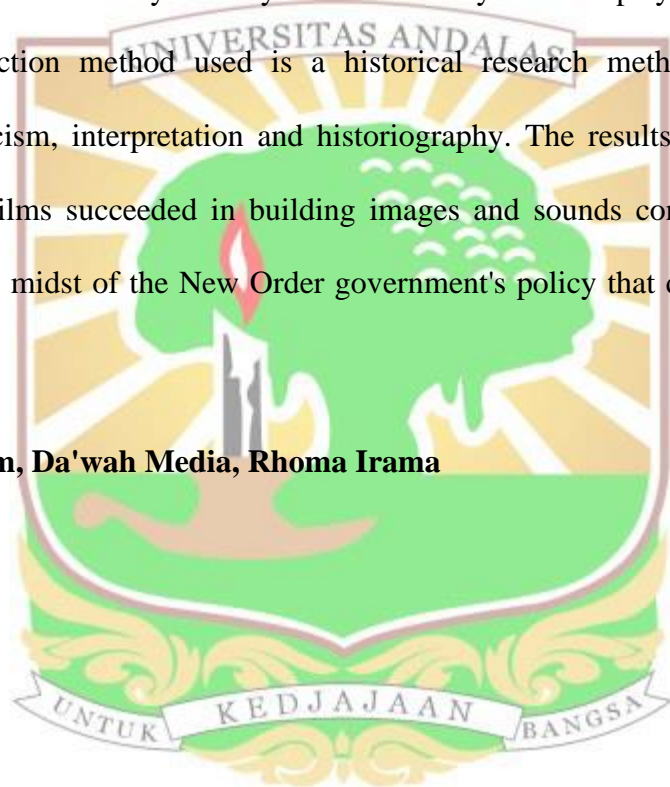 UNIVERSITAS ANDALAS
ction method used is a historical research meth
cism, interpretation and historiography. The results
ilms succeeded in building images and sounds con
midst of the New Order government's policy that
m, Da'wah Media, Rhoma Irama
UNTUK KEDJAJAAN BANGSA